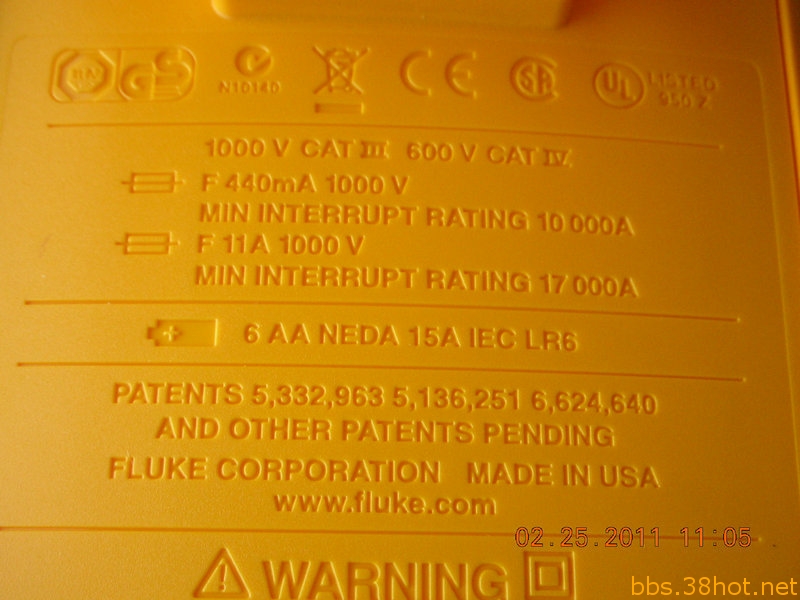 GS N10140 CE UL LISTED
950 Z
1000 V CAT III 600 V CAT IV
F 440mA 1000 V
MIN INTERRUPT RATING 10 000A
F 11A 1000 V
MIN INTERRUPT RATING 17 000A
6 AA NEDA 15A IEC LR6
PATENTS 5,332,963 5,136,251 6,624,640
AND OTHER PATENTS PENDING
FLUKE CORPORATION MADE IN USA
www.fluke.com
02.25.2011 11:05
WARNING
bbs.38hot.net